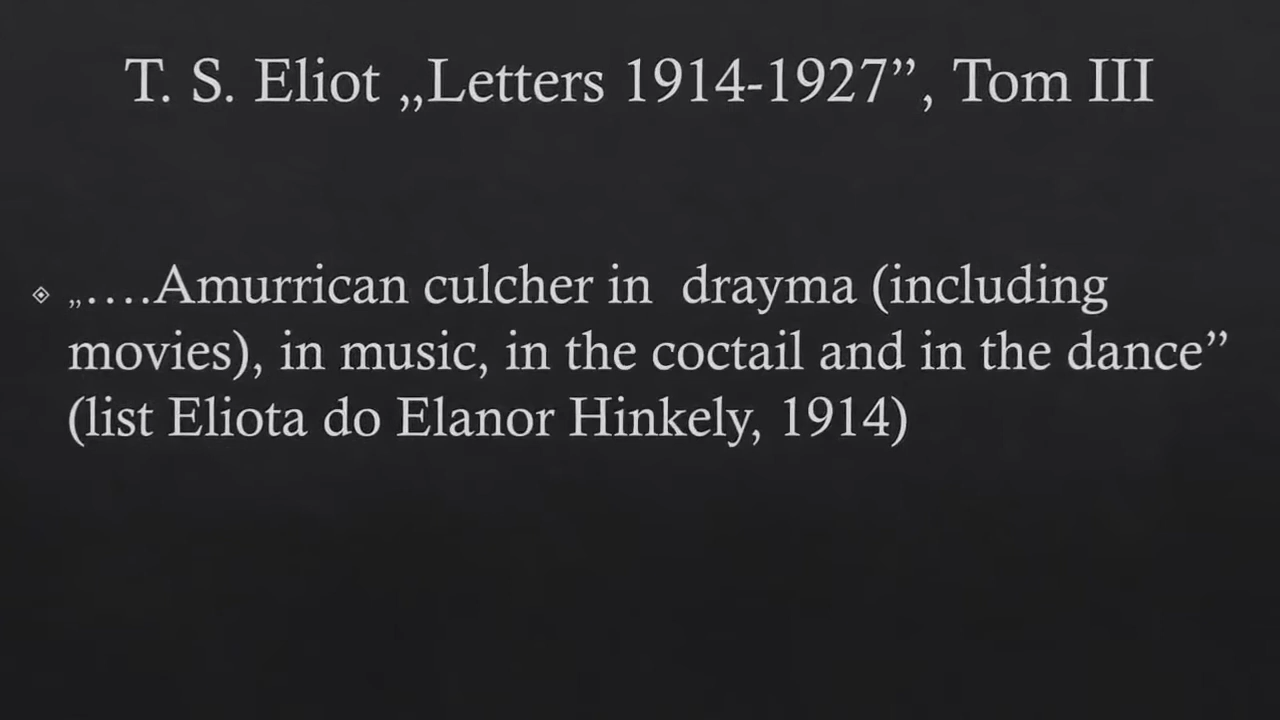 T. S. Eliot „Letters 1914-1927”, Tom III
„….Amurrican culcher in drayma (including
movies), in music, in the coctail and in the dance”
(list Eliota do Elanor Hinkely, 1914)